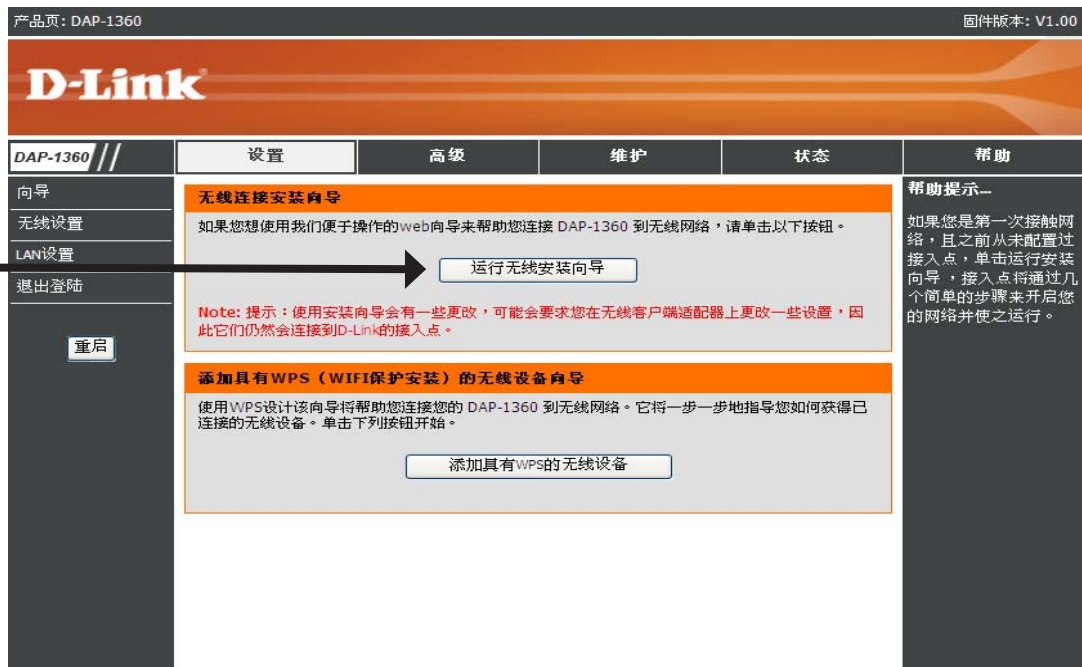 产品页: DAP-1360
固件版本: V1.00
D-Link
DAP-1360
设置
高级
维护
状态
帮助
向导
无线设置
LAN设置
退出登陆
重启
无线连接安装向导
如果您想使用我们便于操作的web向导来帮助您连接 DAP-1360 到无线网络，请单击以下按钮。
运行无线安装向导
Note: 提示：使用安装向导会有一些更改，可能会要求您在无线客户端适配器上更改一些设置，因
此它们仍然会连接到D-Link的接入点。
添加具有WPS（WIFI保护安装）的无线设备向导
使用WPS设计该向导将帮助您连接您的 DAP-1360 到无线网络。它将一步一步地指导您如何获得已
连接的无线设备。单击下列按钮开始。
添加具有WPS的无线设备
帮助提示…
如果您是第一次接触网
络，且之前从未配置过
接入点，单击运行安装
向导 ，接入点将通过几
个简单的步骤来开启您
的网络并使之运行。